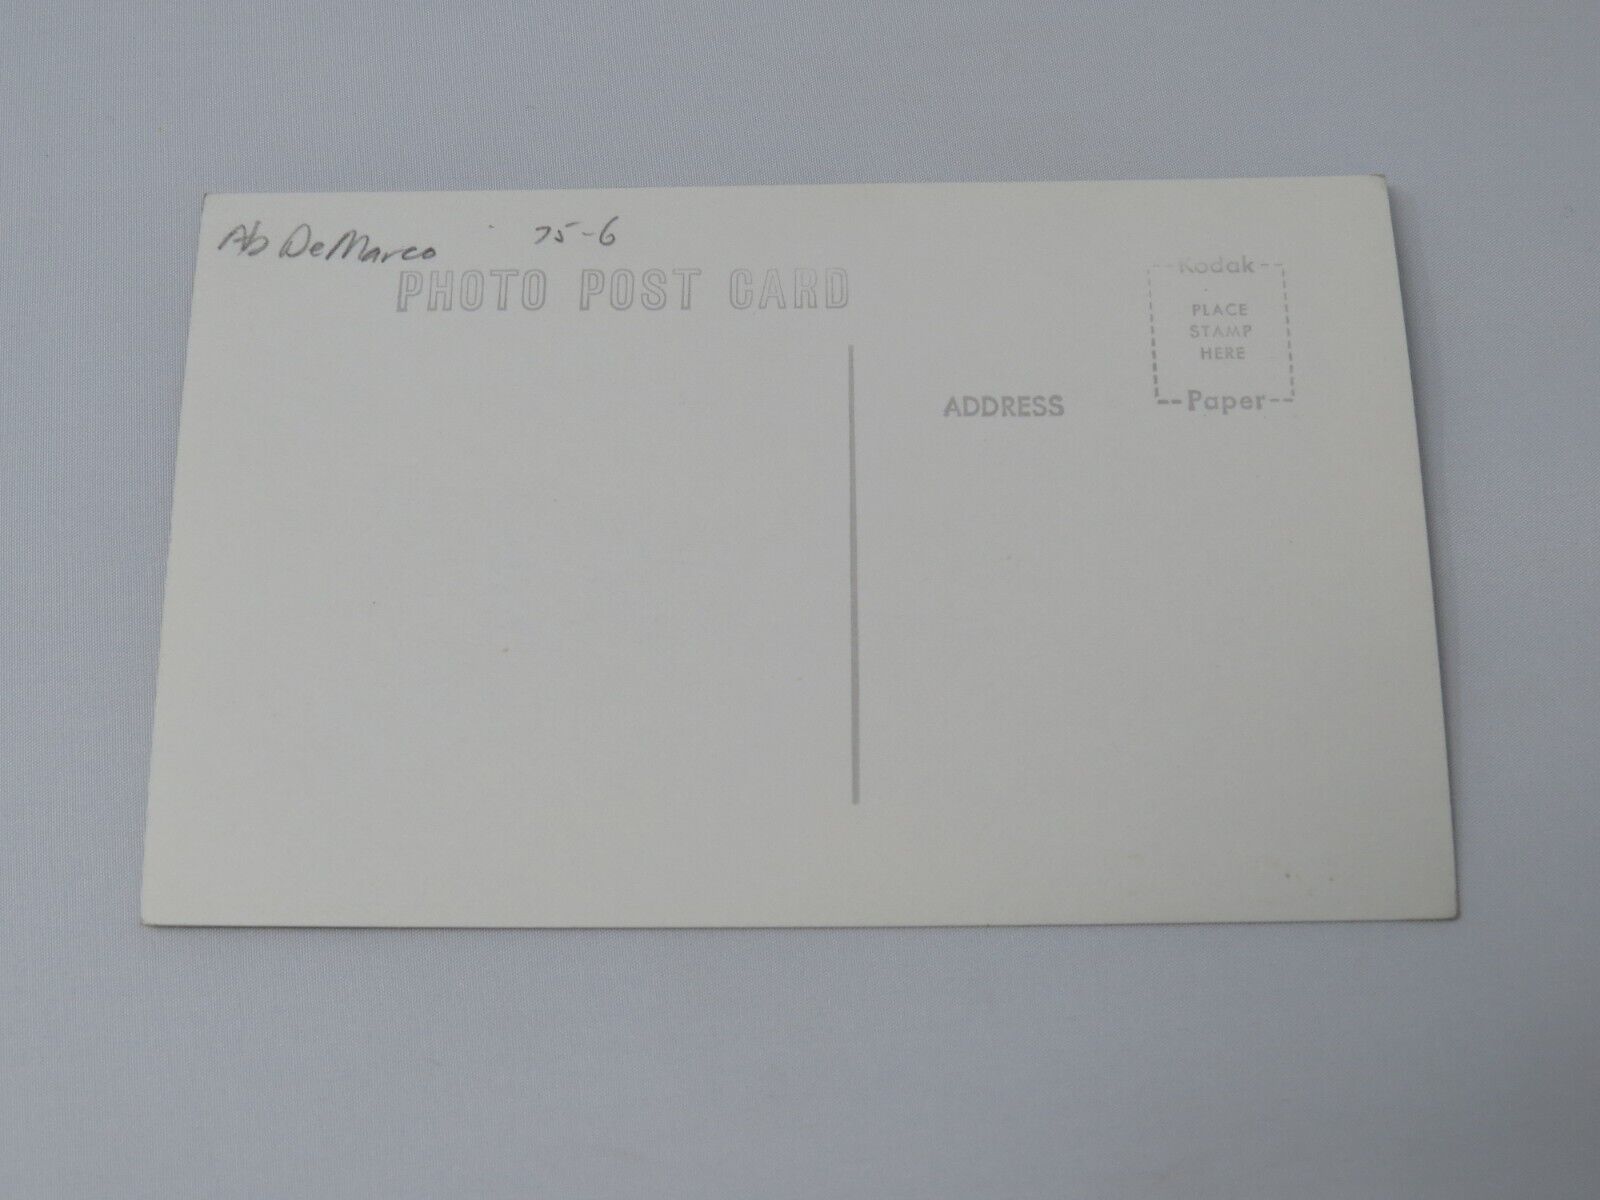 Ab DeMarco 75-6
PHOTO POST CARD
Kodak
PLACE
STAMP
HERE
Paper
ADDRESS